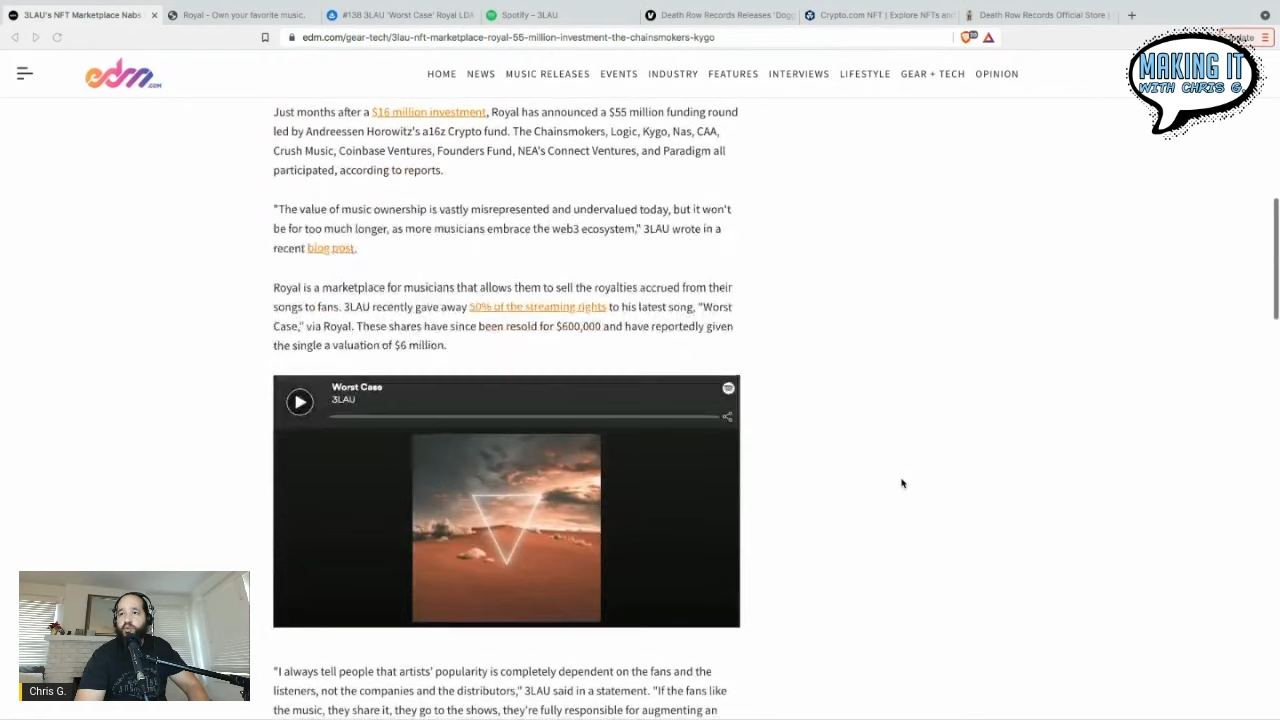 3LAU's NFT Marketplace Nabs
Royal - Own your favorite music.
#138 3LAU 'Worst Case' Royal LDA
Spotify – 3LAU
Death Row Records Releases 'Dogg
Crypto.com NFT | Explore NFTs and
Death Row Records Official Store |
edm.com/gear-tech/3lau-nft-marketplace-royal-55-million-investment-the-chainsmokers-kygo
edm.com
HOME NEWS MUSIC RELEASES EVENTS INDUSTRY FEATURES INTERVIEWS LIFESTYLE GEAR + TECH OPINION
MAKING IT
WITH CHRIS G.
Just months after a $16 million investment, Royal has announced a $55 million funding round
led by Andreessen Horowitz's a16z Crypto fund. The Chainsmokers, Logic, Kygo, Nas, CAA,
Crush Music, Coinbase Ventures, Founders Fund, NEA's Connect Ventures, and Paradigm all
participated, according to reports.
"The value of music ownership is vastly misrepresented and undervalued today, but it won't
be for too much longer, as more musicians embrace the web3 ecosystem," 3LAU wrote in a
recent blog post.
Royal is a marketplace for musicians that allows them to sell the royalties accrued from their
songs to fans. 3LAU recently gave away 50% of the streaming rights to his latest song, "Worst
Case," via Royal. These shares have since been resold for $600,000 and have reportedly given
the single a valuation of $6 million.
Worst Case
3LAU
"I always tell people that artists' popularity is completely dependent on the fans and the
listeners, not the companies and the distributors," 3LAU said in a statement. "If the fans like
the music, they share it, they go to the shows, they're fully responsible for augmenting an
Chris G.